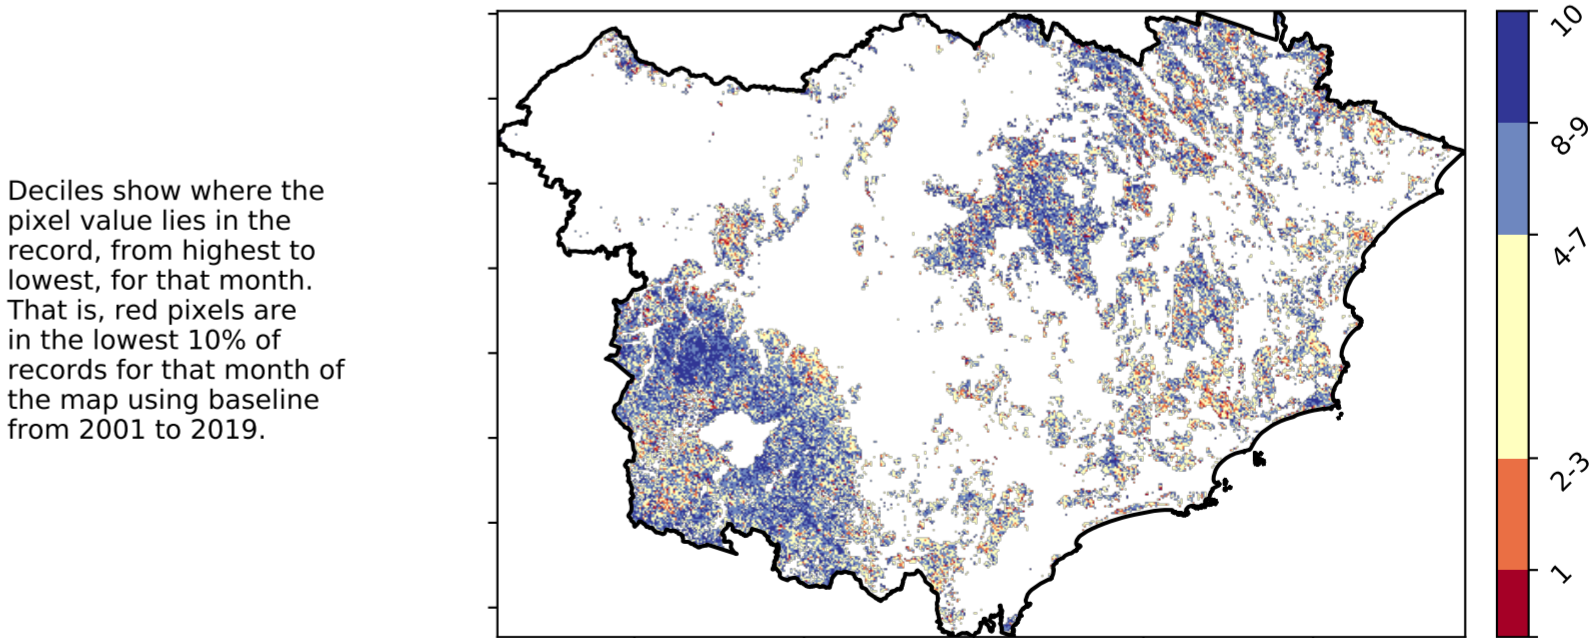 Deciles show where the
pixel value lies in the
record, from highest to
lowest, for that month.
That is, red pixels are
in the lowest 10% of
records for that month of
the map using baseline
from 2001 to 2019.
10
8-9
4-7
2-3
1